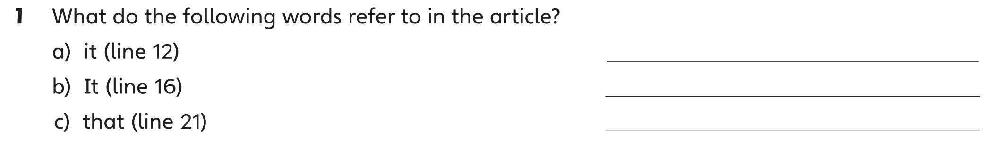 1 What do the following words refer to in the article?
a) it (line 12)
b) It (line 16)
c) that (line 21)